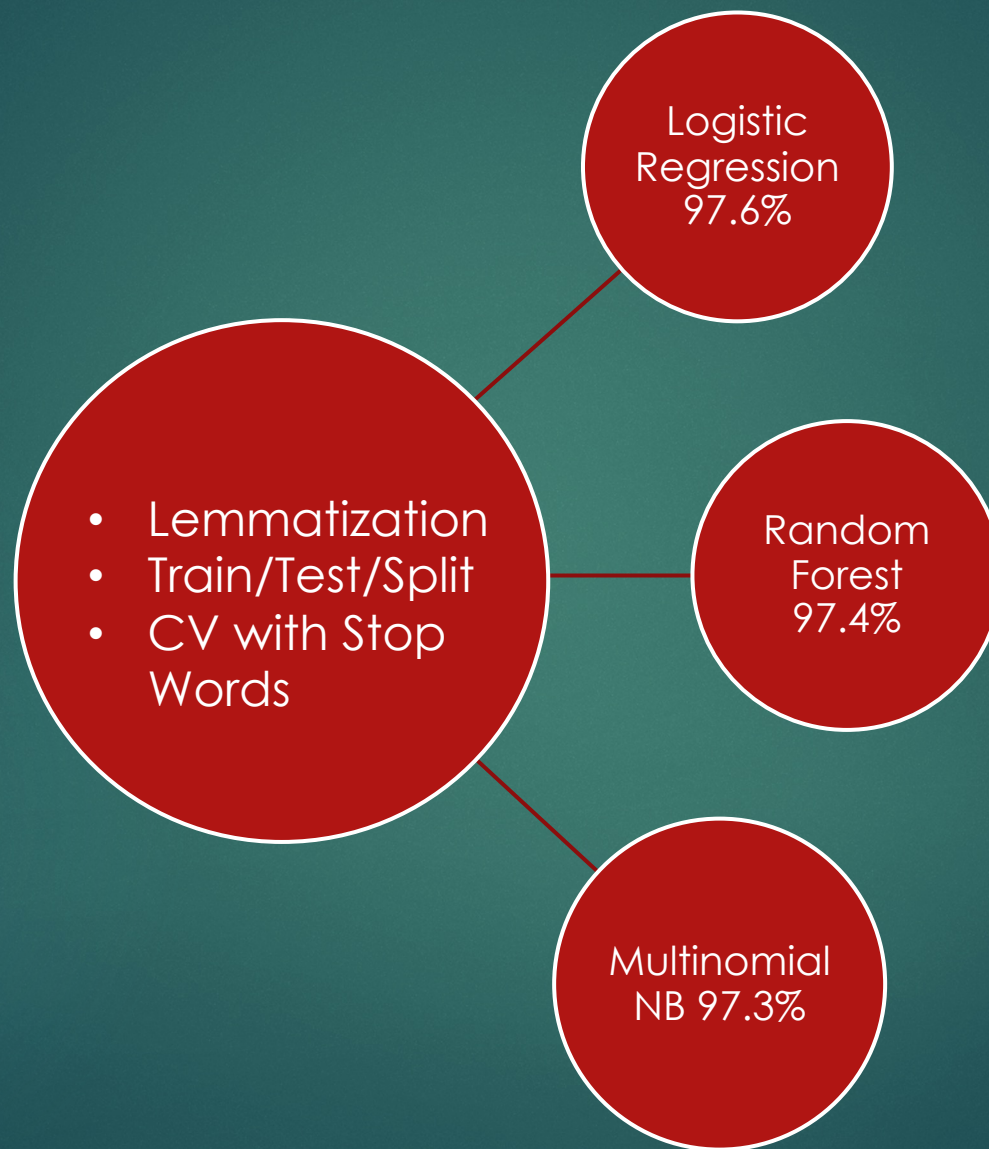 Logistic
Regression
97.6%
• Lemmatization
• Train/Test/Split
• CV with Stop
Words
Random
Forest
97.4%
Multinomial
NB 97.3%